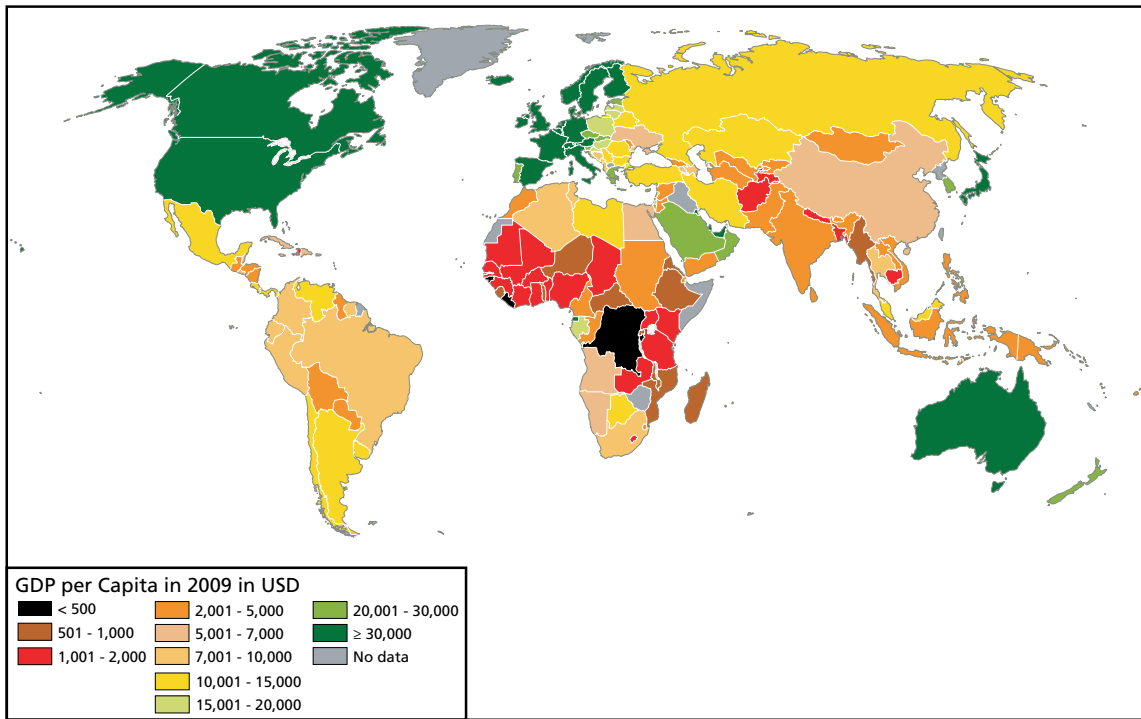 GDP per Capita in 2009 in USD
< 500
501 - 1,000
1,001 - 2,000
2,001 - 5,000
5,001 - 7,000
7,001 - 10,000
10,001 - 15,000
15,001 - 20,000
20,001 - 30,000
≥ 30,000
No data